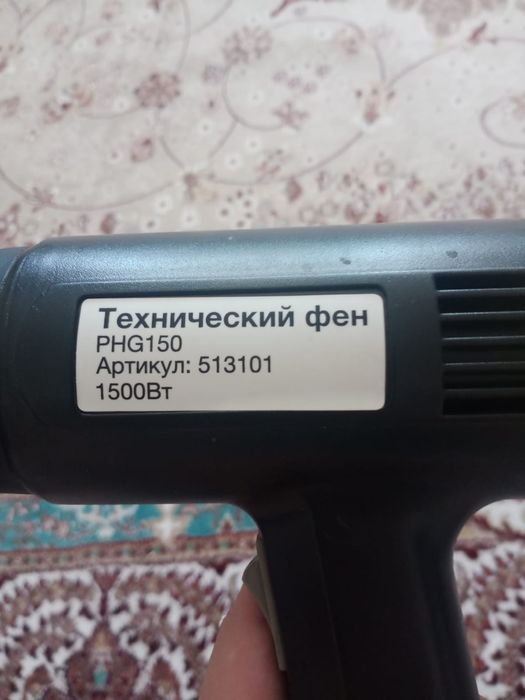 Технический фен
PHG150
Артикул: 513101
1500Вт